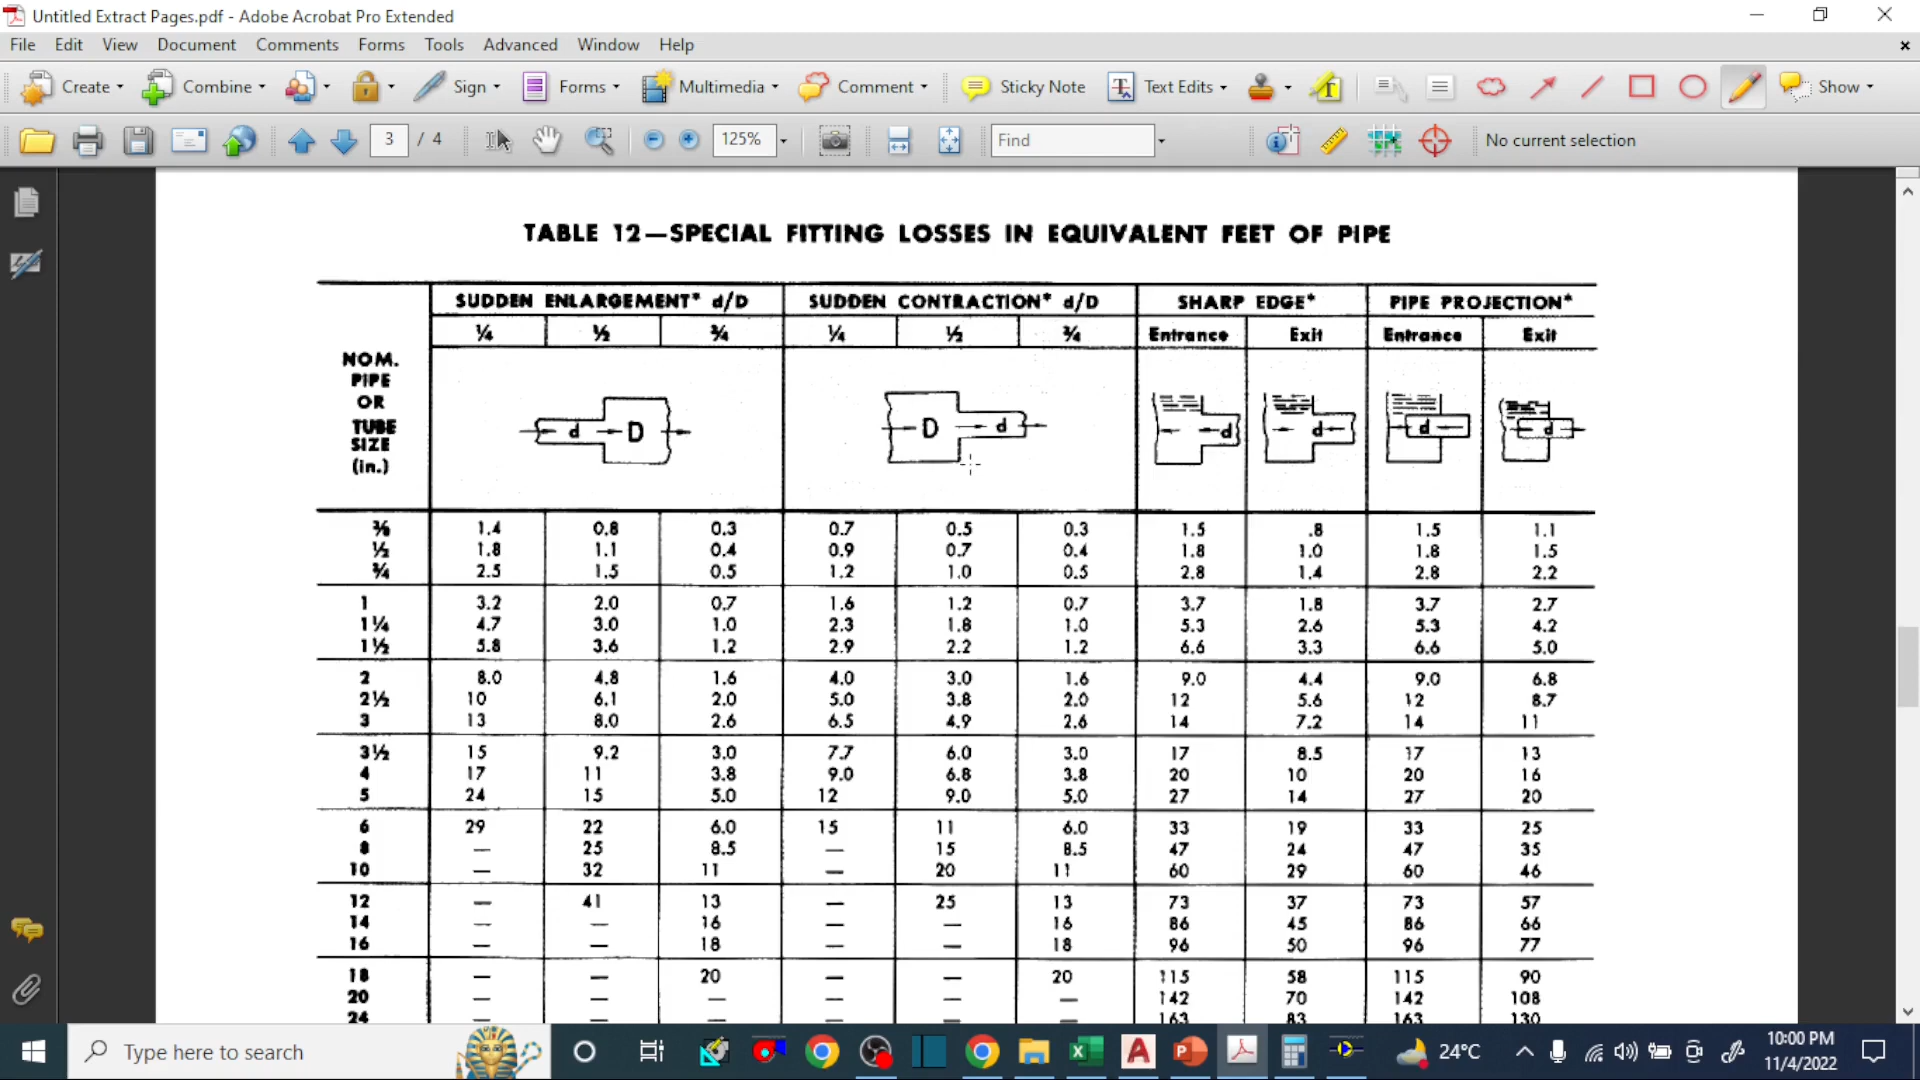 Untitled Extract Pages.pdf - Adobe Acrobat Pro Extended
File Edit View Document Comments Forms Tools Advanced Window Help
Create Combine Sign Forms Multimedia Comment Sticky Note Text Edits Show
3 / 4 125% Find No current selection
TABLE 12—SPECIAL FITTING LOSSES IN EQUIVALENT FEET OF PIPE
SUDDEN ENLARGEMENT* d/D SUDDEN CONTRACTION* d/D SHARP EDGE* PIPE PROJECTION*
¼ ½ ¾ ¼ ½ ¾ Entrance Exit Entrance Exit
NOM.
PIPE
OR
TUBE
SIZE
(in.)
d D D d d d d d
⅜ 1.4 0.8 0.3 0.7 0.5 0.3 1.5 .8 1.5 1.1
½ 1.8 1.1 0.4 0.9 0.7 0.4 1.8 1.0 1.8 1.5
¾ 2.5 1.5 0.5 1.2 1.0 0.5 2.8 1.4 2.8 2.2
1 3.2 2.0 0.7 1.6 1.2 0.7 3.7 1.8 3.7 2.7
1¼ 4.7 3.0 1.0 2.3 1.8 1.0 5.3 2.6 5.3 4.2
1½ 5.8 3.6 1.2 2.9 2.2 1.2 6.6 3.3 6.6 5.0
2 8.0 4.8 1.6 4.0 3.0 1.6 9.0 4.4 9.0 6.8
2½ 10 6.1 2.0 5.0 3.8 2.0 12 5.6 12 8.7
3 13 8.0 2.6 6.5 4.9 2.6 14 7.2 14 11
3½ 15 9.2 3.0 7.7 6.0 3.0 17 8.5 17 13
4 17 11 3.8 9.0 6.8 3.8 20 10 20 16
5 24 15 5.0 12 9.0 5.0 27 14 27 20
6 29 22 6.0 15 11 6.0 33 19 33 25
8 — 25 8.5 — 15 8.5 47 24 47 35
10 — 32 11 — 20 11 60 29 60 46
12 — 41 13 — 25 13 73 37 73 57
14 — — 16 — — 16 86 45 86 66
16 — — 18 — — 18 96 50 96 77
18 — — 20 — — 20 115 58 115 90
20 — — — — — — 142 70 142 108
24 — — — — — — 163 83 163 130
Type here to search 24°C 10:00 PM
11/4/2022